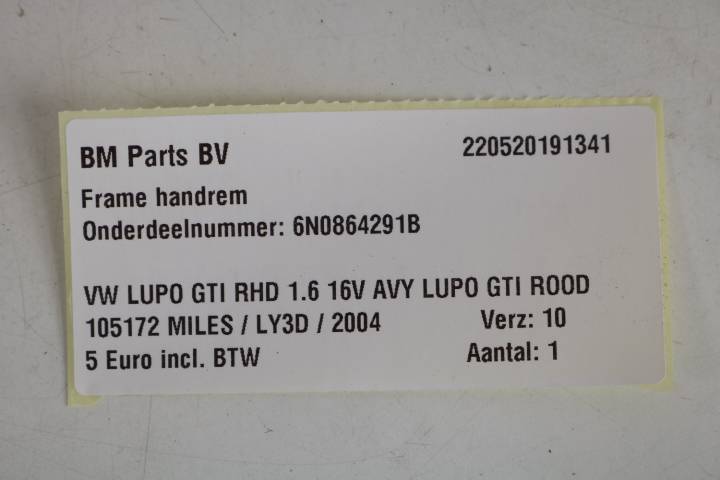 BM Parts BV 220520191341
Frame handrem
Onderdeelnummer: 6N0864291B
VW LUPO GTI RHD 1.6 16V AVY LUPO GTI ROOD
105172 MILES / LY3D / 2004 Verz: 10
5 Euro incl. BTW Aantal: 1